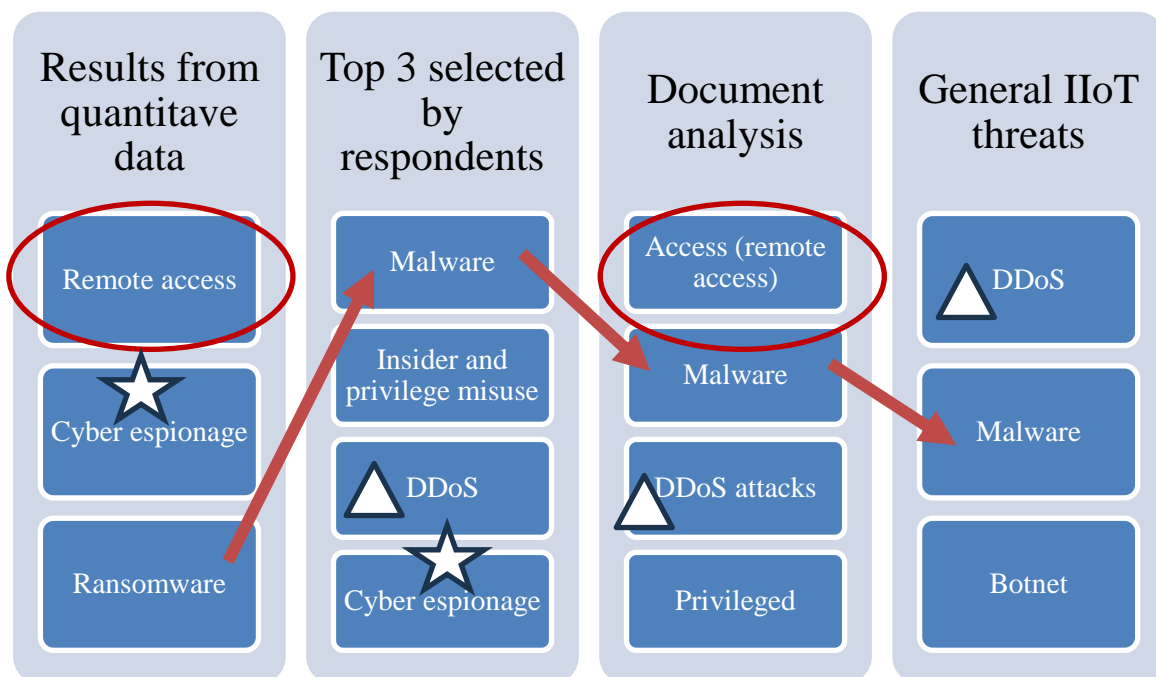 Results from
quantitave
data
Remote access
Cyber espionage
Ransomware
Top 3 selected
by
respondents
Malware
Insider and
privilege misuse
DDoS
Cyber espionage
Document
analysis
Access (remote
access)
Malware
DDoS attacks
Privileged
General IIoT
threats
DDoS
Malware
Botnet